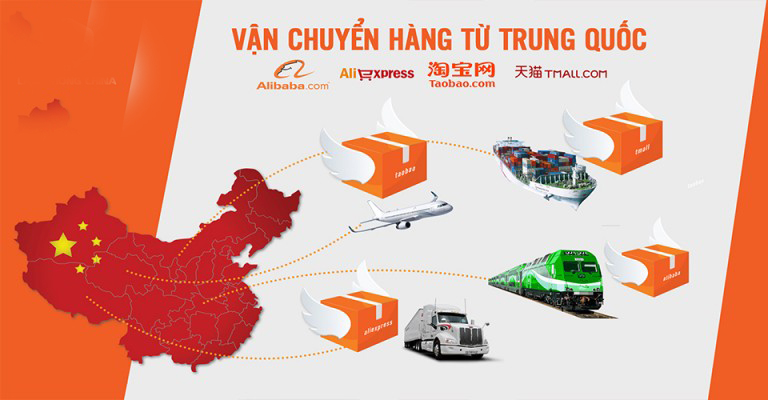 VẬN CHUYỂN HÀNG TỪ TRUNG QUỐC
Alibaba.com
AliExpress
淘宝网
Taobao.com
天猫 TMALL.COM
taobao
tmall
alibaba
aliexpress